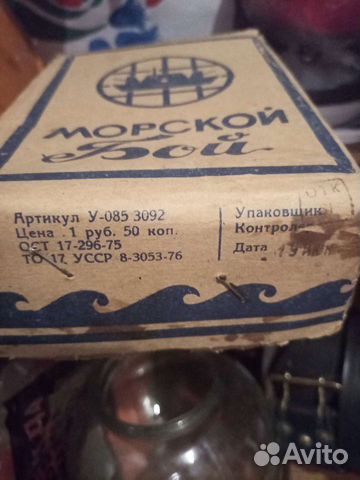 МОРСКОЙ
Бой
Артикул У-085 3092
Цена 1 руб. 50 коп.
ОСТ 17-296-75
ТО 17 УССР 8-3053-76
Упаковщик
Контроле
Дата
Avito